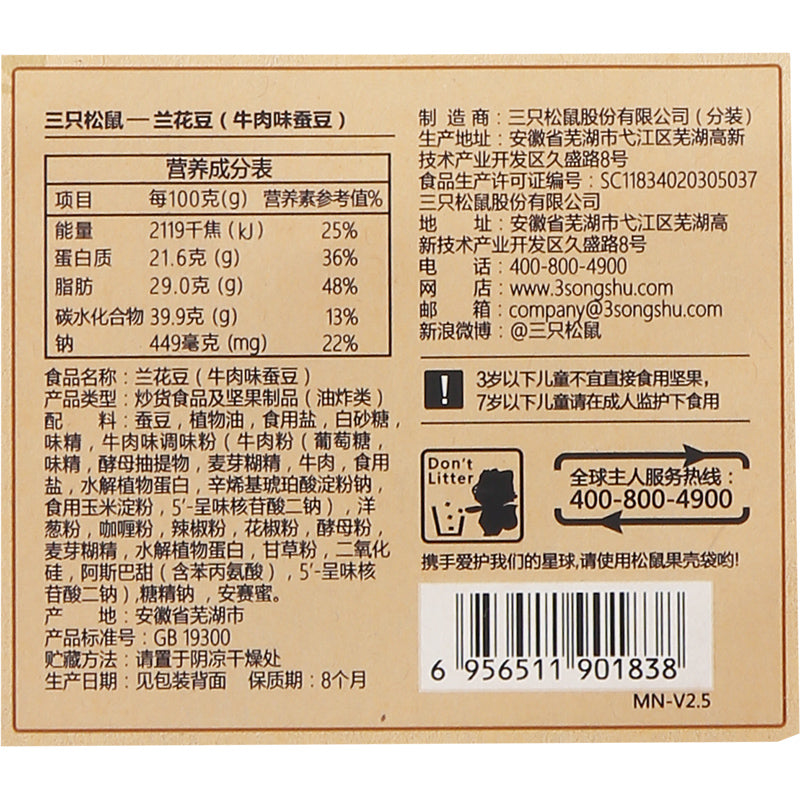 三只松鼠—兰花豆（牛肉味蚕豆）
营养成分表
项目 每100克(g) 营养素参考值%
能量 2119千焦(kJ) 25%
蛋白质 21.6克 (g) 36%
脂肪 29.0克 (g) 48%
碳水化合物 39.9克 (g) 13%
钠 449毫克 (mg) 22%
食品名称：兰花豆（牛肉味蚕豆）
产品类型：炒货食品及坚果制品（油炸类）
配 料：蚕豆，植物油，食用盐，白砂糖，
味精，牛肉味调味粉（牛肉粉（葡萄糖，
味精，酵母抽提物，麦芽糊精，牛肉，食用
盐，水解植物蛋白，辛烯基琥珀酸淀粉钠，
食用玉米淀粉，5'-呈味核苷酸二钠），洋
葱粉，咖喱粉，辣椒粉，花椒粉，酵母粉，
麦芽糊精，水解植物蛋白，甘草粉，二氧化
硅，阿斯巴甜（含苯丙氨酸），5'-呈味核
苷酸二钠），糖精钠，安赛蜜。
产 地：安徽省芜湖市
产品标准号：GB 19300
贮藏方法：请置于阴凉干燥处
生产日期：见包装背面 保质期：8个月
制 造 商：三只松鼠股份有限公司（分装）
生产地址：安徽省芜湖市弋江区芜湖高新
技术产业开发区久盛路8号
食品生产许可证编号：SC11834020305037
三只松鼠股份有限公司
地 址：安徽省芜湖市弋江区芜湖高
新技术产业开发区久盛路8号
电 话：400-800-4900
网 店：www.3songshu.com
邮 箱：company@3songshu.com
新浪微博：@三只松鼠
3岁以下儿童不宜直接食用坚果，
7岁以下儿童请在成人监护下食用
Don't
Litter
全球主人服务热线：
400-800-4900
携手爱护我们的星球,请使用松鼠果壳袋哟!
6 956511 901838
MN-V2.5